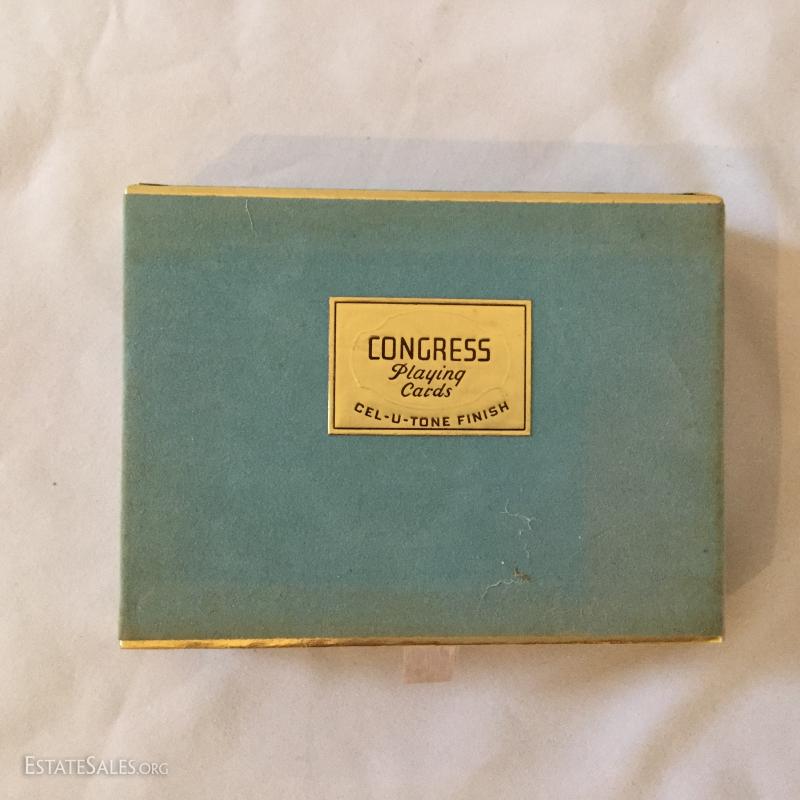 CONGRESS
Playing
Cards
CEL-U-TONE FINISH
ESTATESALES.ORG